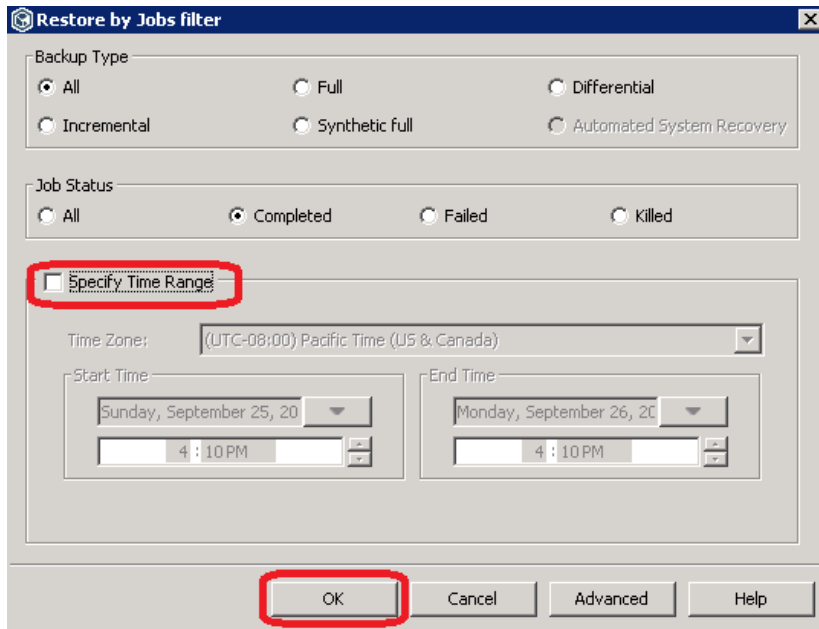 Restore by Jobs filter
Backup Type
All Full Differential
Incremental Synthetic full Automated System Recovery
Job Status
All Completed Failed Killed
Specify Time Range
Time Zone: (UTC-08:00) Pacific Time (US & Canada)
Start Time End Time
Sunday, September 25, 20 Monday, September 26, 20
4 : 10 PM 4 : 10 PM
OK Cancel Advanced Help